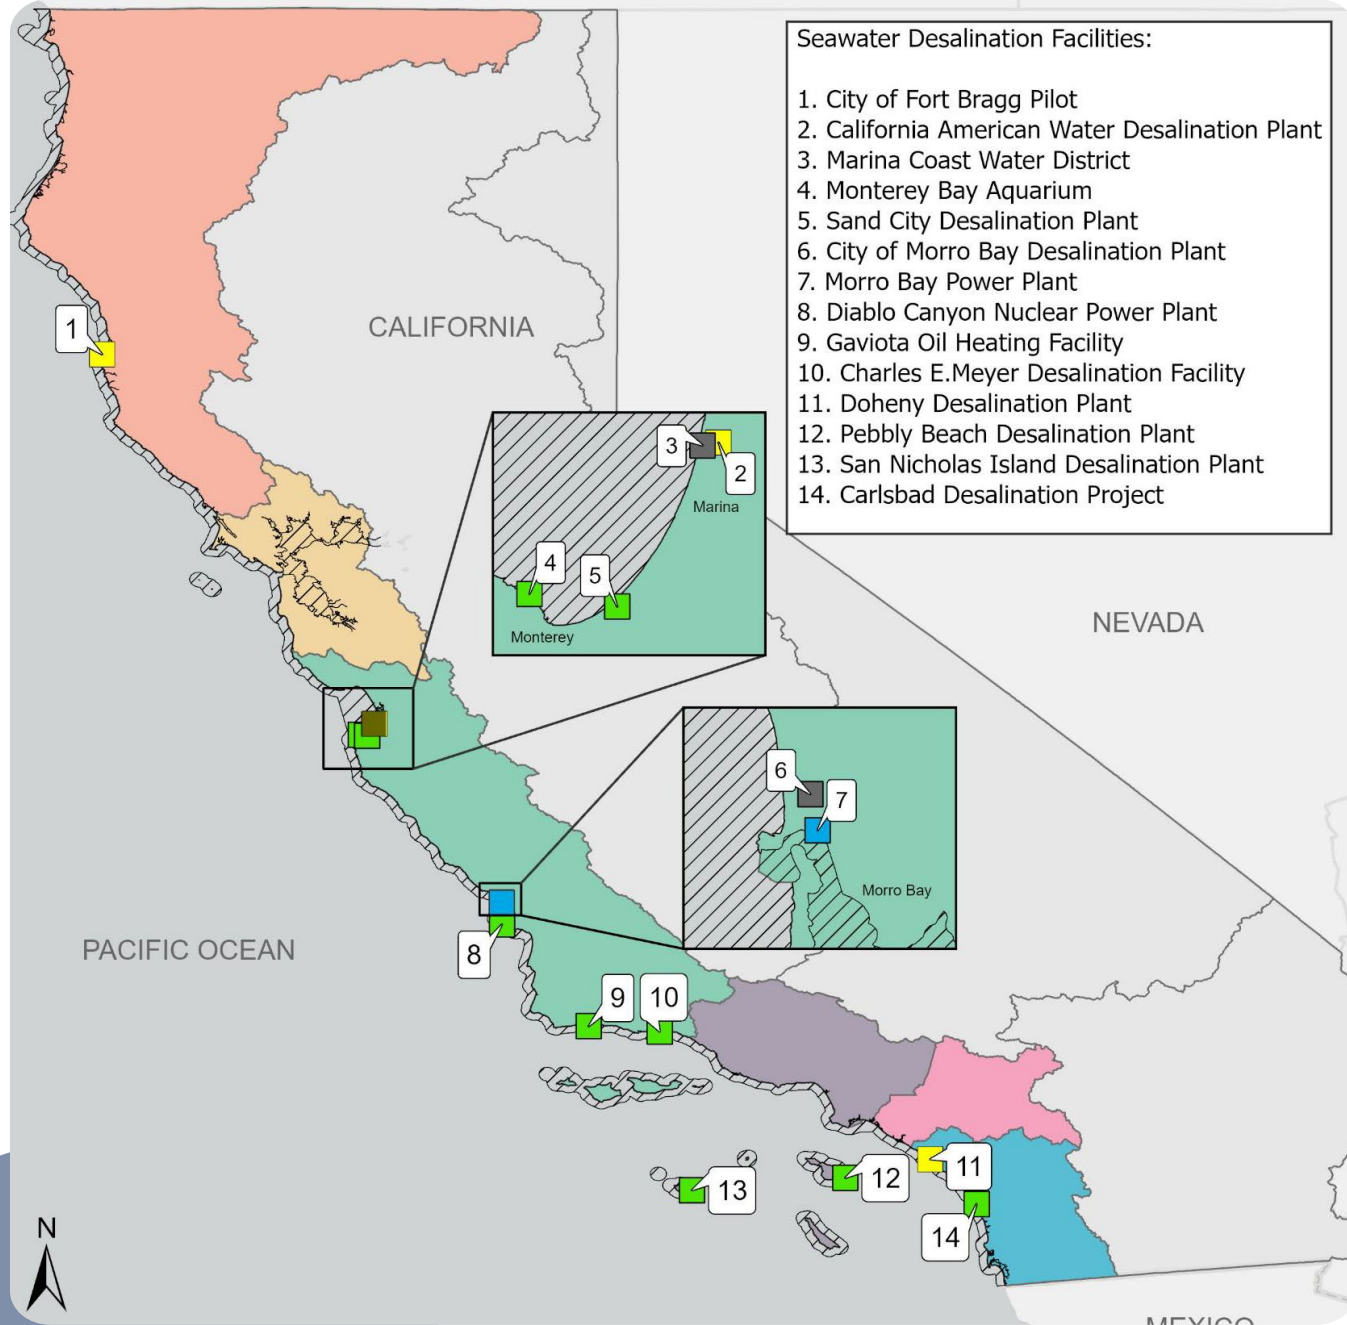 Seawater Desalination Facilities:
1. City of Fort Bragg Pilot
2. California American Water Desalination Plant
3. Marina Coast Water District
4. Monterey Bay Aquarium
5. Sand City Desalination Plant
6. City of Morro Bay Desalination Plant
7. Morro Bay Power Plant
8. Diablo Canyon Nuclear Power Plant
9. Gaviota Oil Heating Facility
10. Charles E.Meyer Desalination Facility
11. Doheny Desalination Plant
12. Pebbly Beach Desalination Plant
13. San Nicholas Island Desalination Plant
14. Carlsbad Desalination Project
1
CALIFORNIA
3
2
Marina
4
5
Monterey
NEVADA
6
7
Morro Bay
PACIFIC OCEAN
8
9
10
11
12
13
14
N
MEXICO